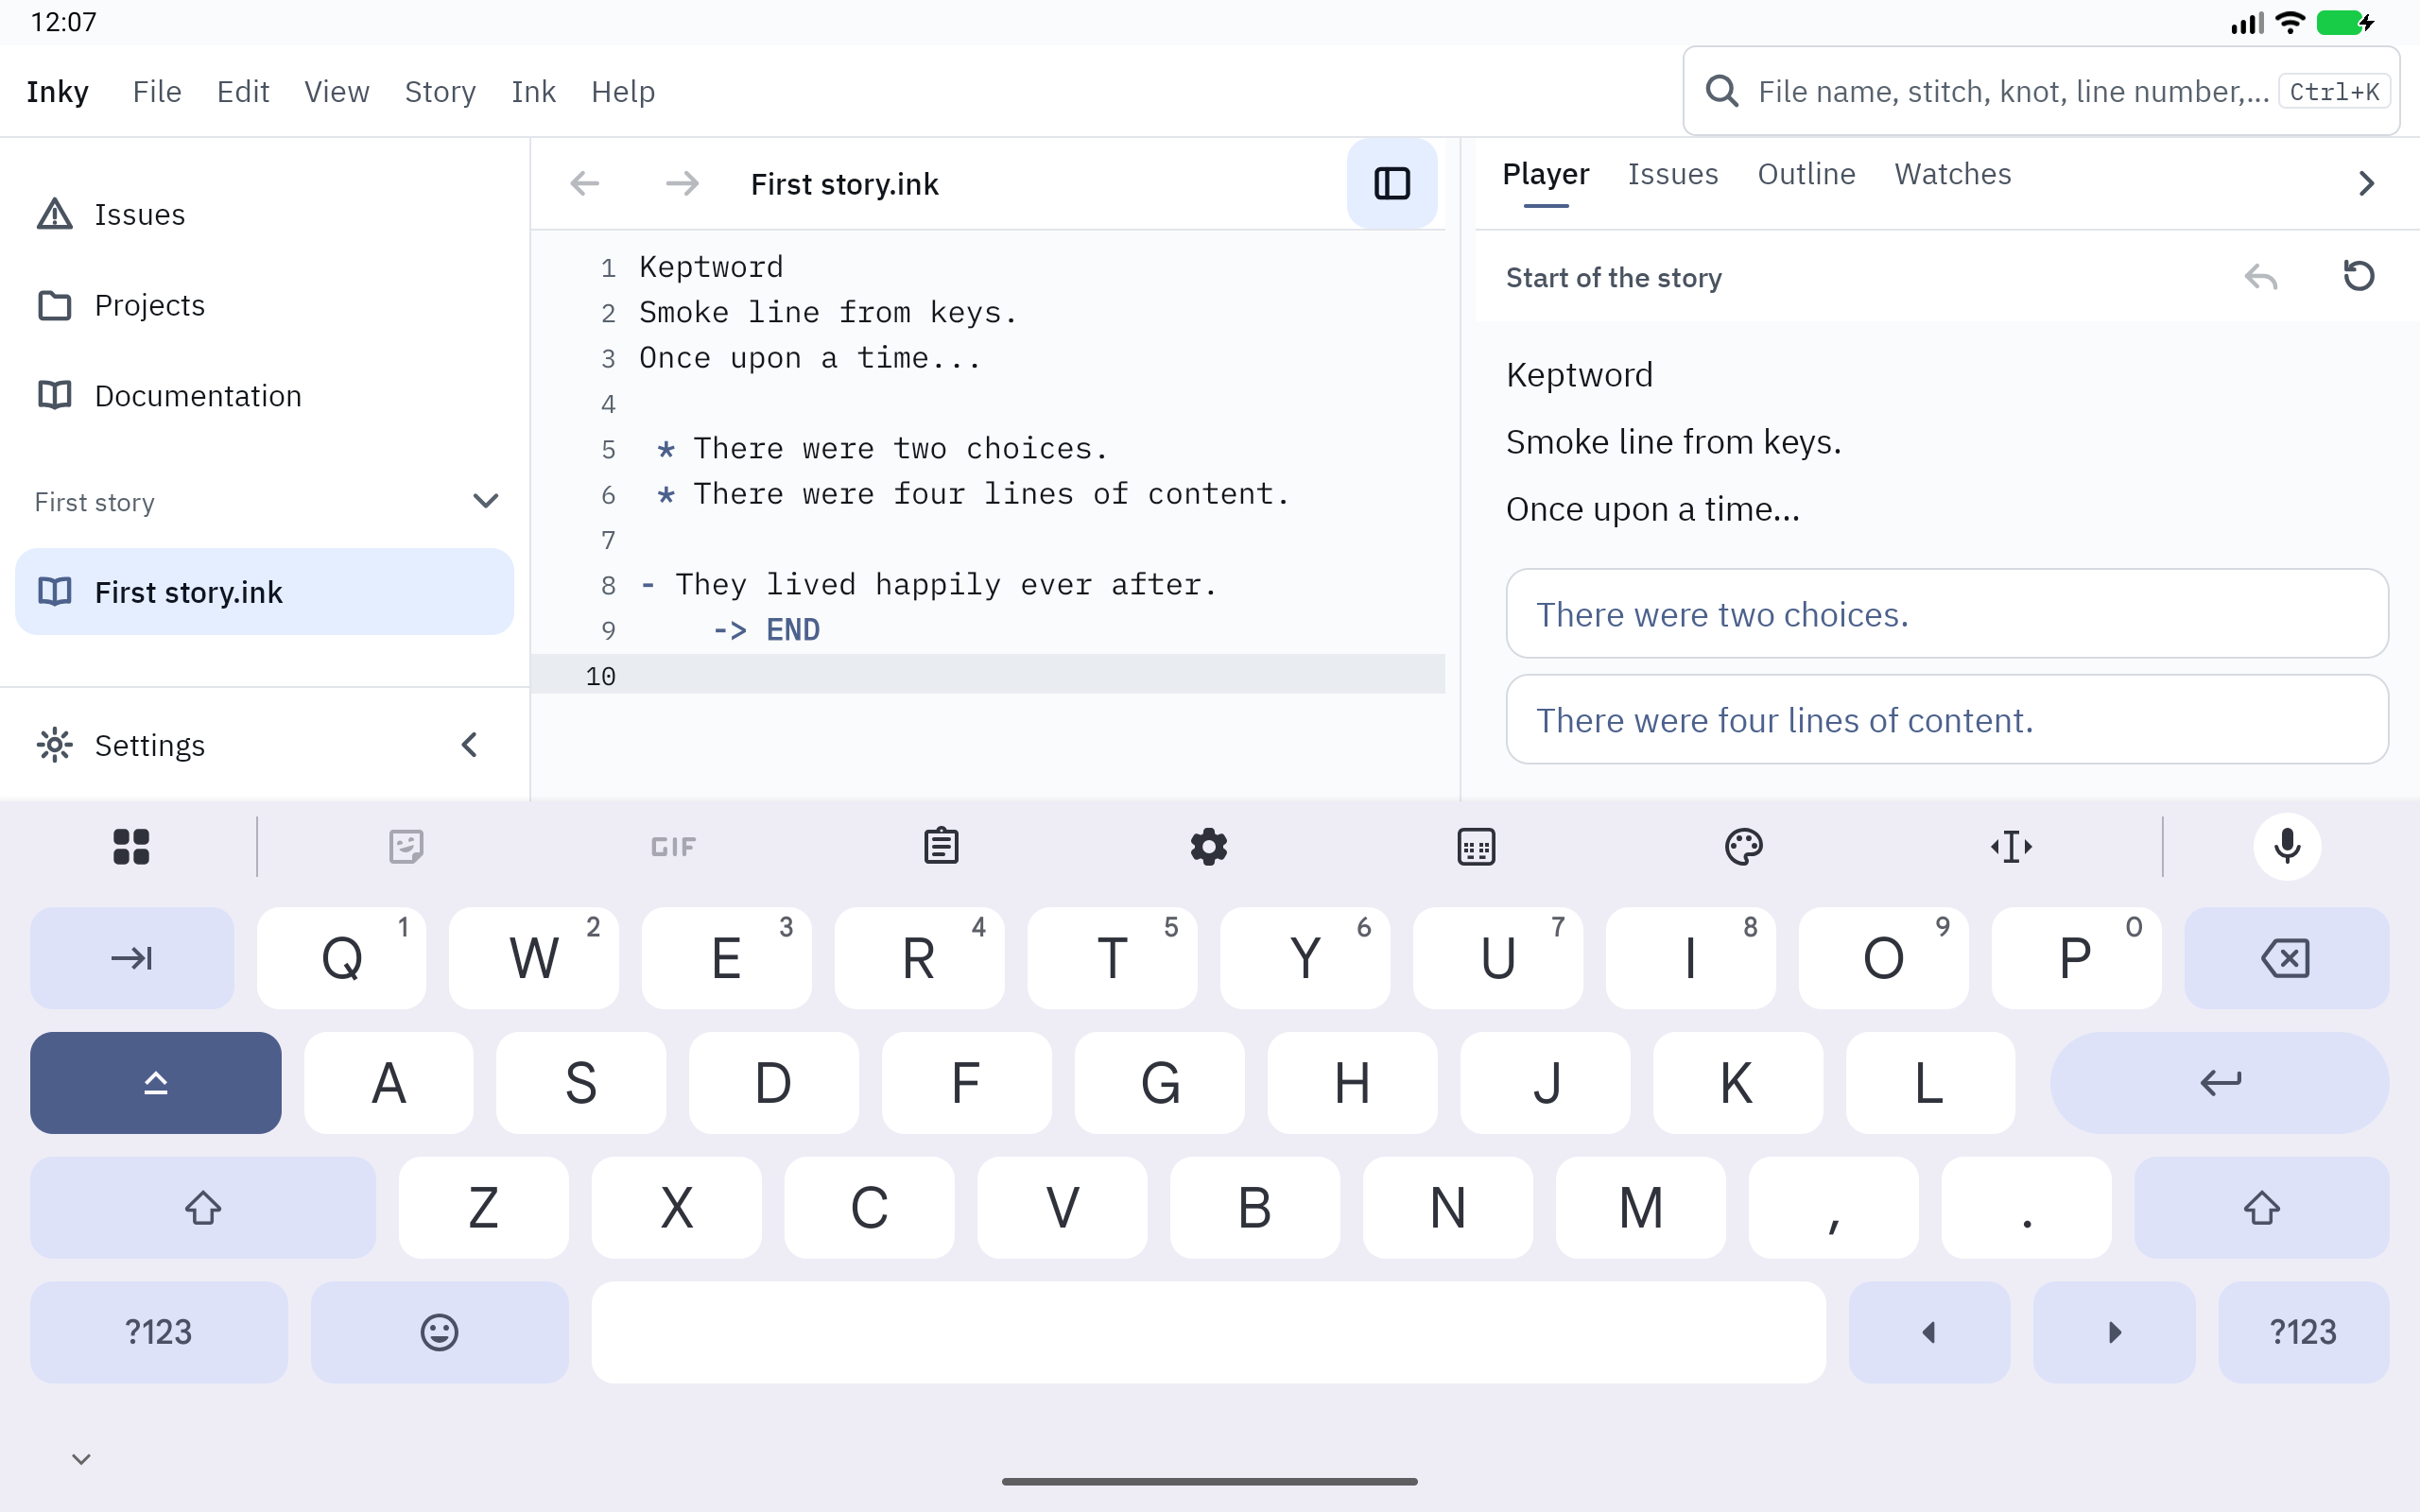 12:07
Inky File Edit View Story Ink Help
File name, stitch, knot, line number,... Ctrl+K
Issues
Projects
Documentation
First story
First story.ink
Settings
First story.ink
1 Keptword
2 Smoke line from keys.
3 Once upon a time...
4
5 * There were two choices.
6 * There were four lines of content.
7
8 - They lived happily ever after.
9 -> END
10
Player Issues Outline Watches
Start of the story
Keptword
Smoke line from keys.
Once upon a time...
There were two choices.
There were four lines of content.
GIF
Q 1 W 2 E 3 R 4 T 5 Y 6 U 7 I 8 O 9 P 0
A S D F G H J K L
Z X C V B N M , .
?123 ?123